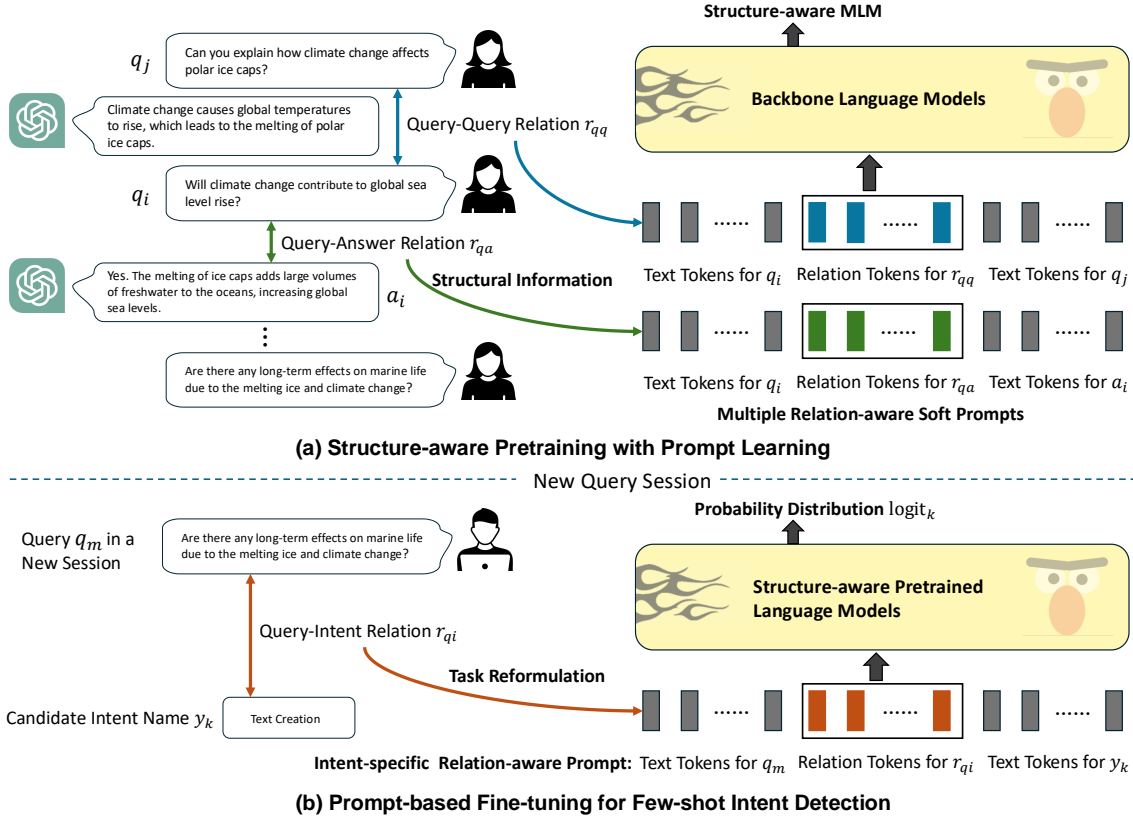 Structure-aware MLM
q_j
Can you explain how climate change affects
polar ice caps?
Backbone Language Models
Climate change causes global temperatures
to rise, which leads to the melting of polar
ice caps.
Query-Query Relation r_qq
q_i
Will climate change contribute to global sea
level rise?
......
......
......
Query-Answer Relation r_qa
Text Tokens for q_i
Relation Tokens for r_qq
Text Tokens for q_j
Yes. The melting of ice caps adds large volumes
of freshwater to the oceans, increasing global
sea levels.
a_i
Structural Information
......
......
......
Are there any long-term effects on marine life
due to the melting ice and climate change?
Text Tokens for q_i
Relation Tokens for r_qa
Text Tokens for a_i
Multiple Relation-aware Soft Prompts
(a) Structure-aware Pretraining with Prompt Learning
New Query Session
Probability Distribution logit_k
Query q_m in a
New Session
Are there any long-term effects on marine life
due to the melting ice and climate change?
Structure-aware Pretrained
Language Models
Query-Intent Relation r_qi
Task Reformulation
Candidate Intent Name y_k
Text Creation
......
......
......
Intent-specific Relation-aware Prompt: Text Tokens for q_m
Relation Tokens for r_qi
Text Tokens for y_k
(b) Prompt-based Fine-tuning for Few-shot Intent Detection